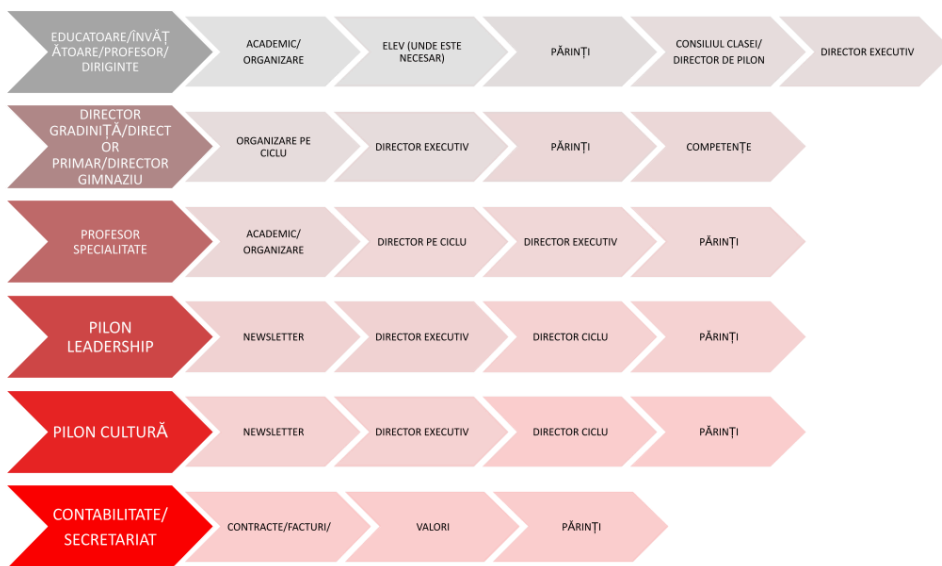 EDUCATOARE/ÎNVĂȚ
ĂTOARE/PROFESOR/
DIRIGINTE
ACADEMIC/
ORGANIZARE
ELEV (UNDE ESTE
NECESAR)
PĂRINȚI
CONSILIUL CLASEI/
DIRECTOR DE PILON
DIRECTOR EXECUTIV
DIRECTOR
GRADINIȚĂ/DIRECT
OR
PRIMAR/DIRECTOR
GIMNAZIU
ORGANIZARE PE
CICLU
DIRECTOR EXECUTIV
PĂRINȚI
COMPETENȚE
PROFESOR
SPECIALITATE
ACADEMIC/
ORGANIZARE
DIRECTOR PE CICLU
DIRECTOR EXECUTIV
PĂRINȚI
PILON
LEADERSHIP
NEWSLETTER
DIRECTOR EXECUTIV
DIRECTOR CICLU
PĂRINȚI
PILON CULTURĂ
NEWSLETTER
DIRECTOR EXECUTIV
DIRECTOR CICLU
PĂRINȚI
CONTABILITATE/
SECRETARIAT
CONTRACTE/FACTURI/
VALORI
PĂRINȚI